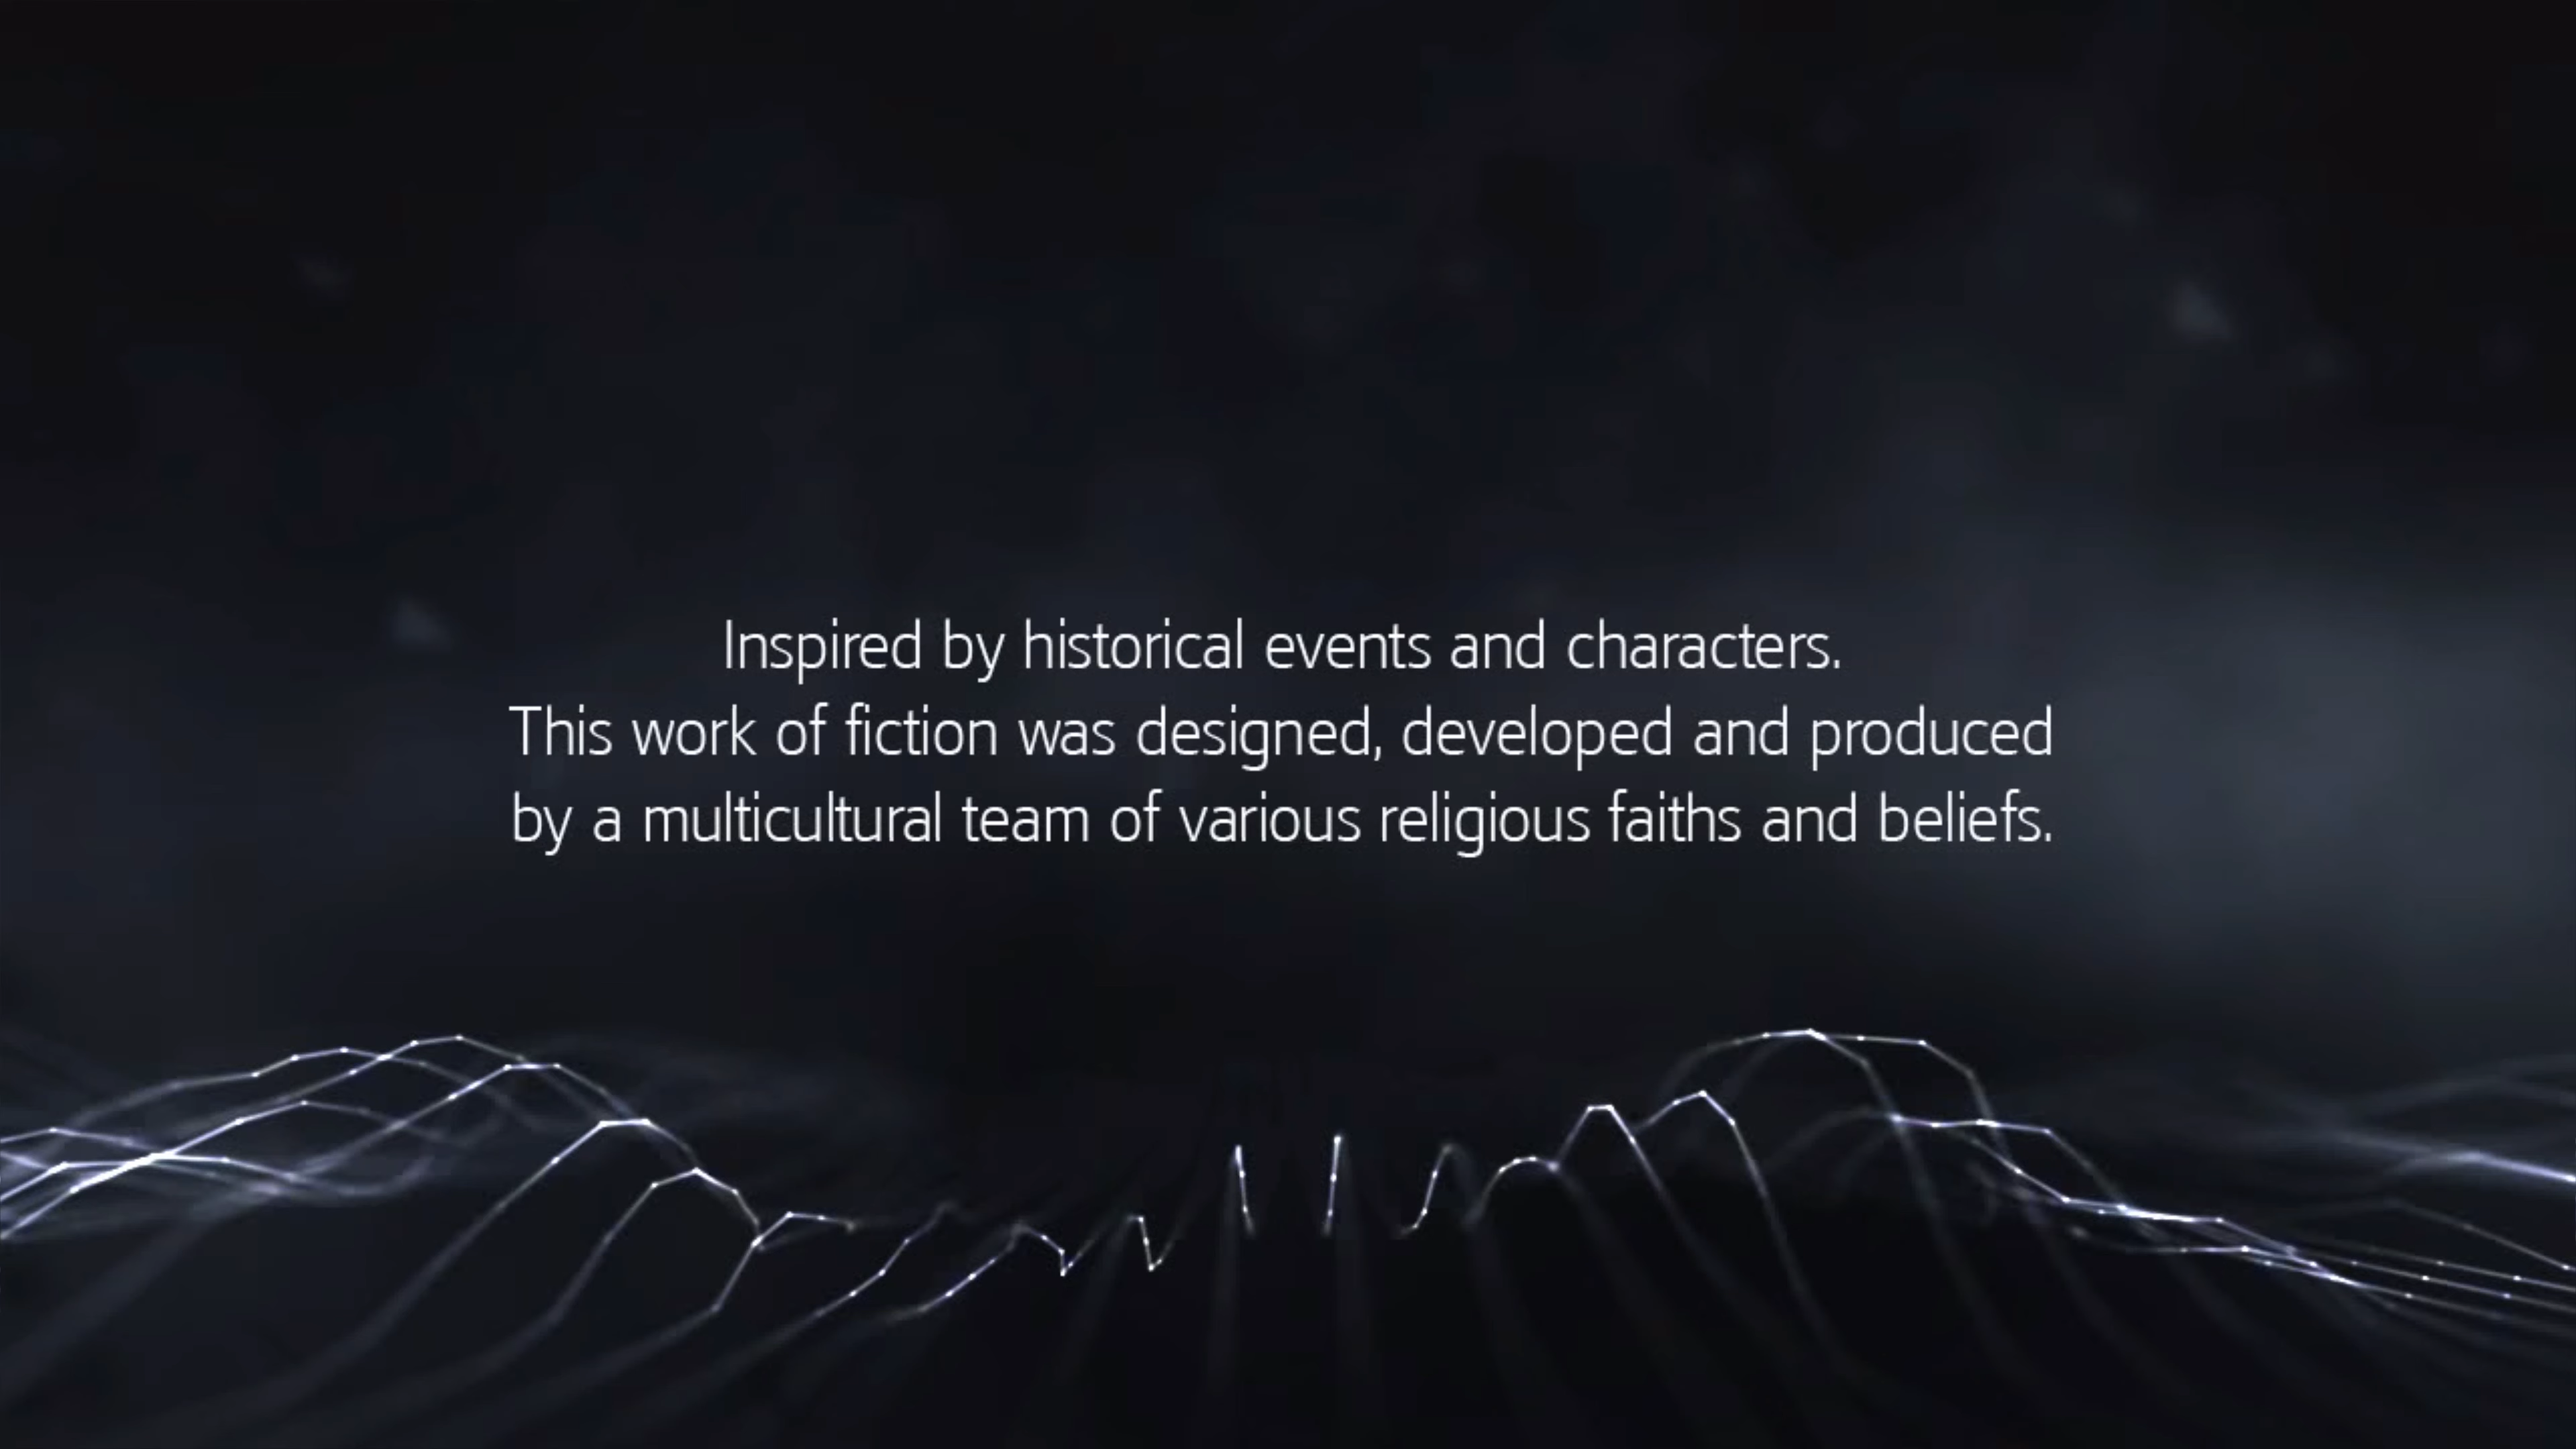 Inspired by historical events and characters.
This work of fiction was designed, developed and produced
by a multicultural team of various religious faiths and beliefs.